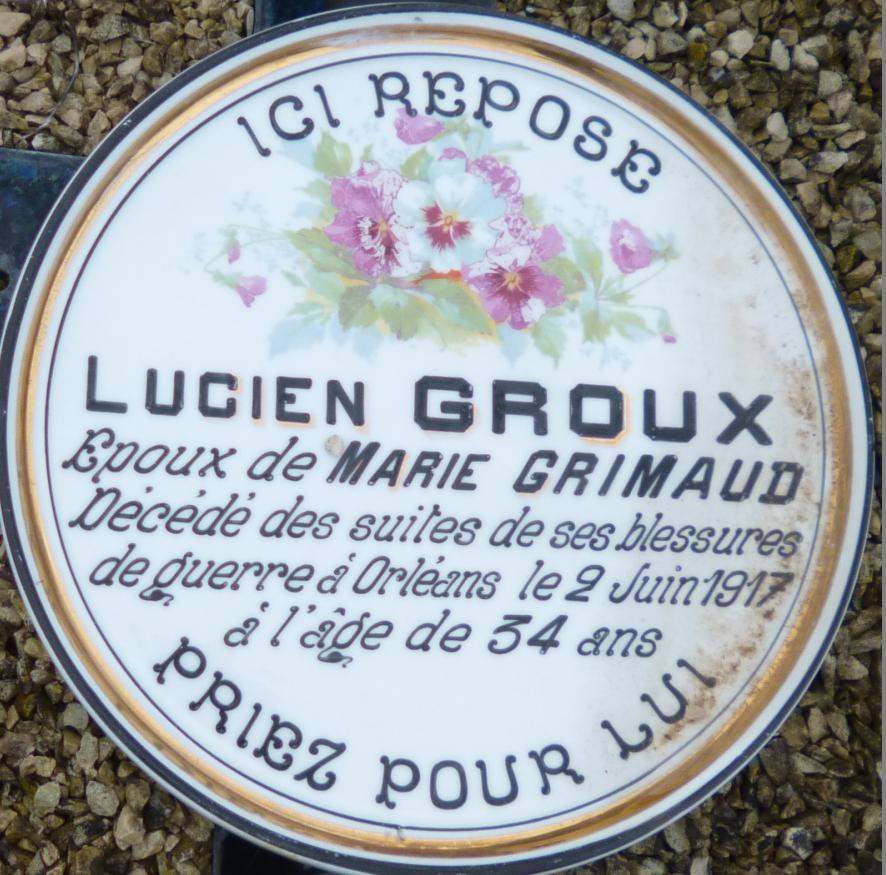 ICI REPOSE
LUCIEN GROUX
Epoux de MARIE GRIMAUD
Décédé des suites de ses blessures
de guerre à Orléans le 2 Juin 1917
à l'âge de 34 ans
PRIEZ POUR LUI